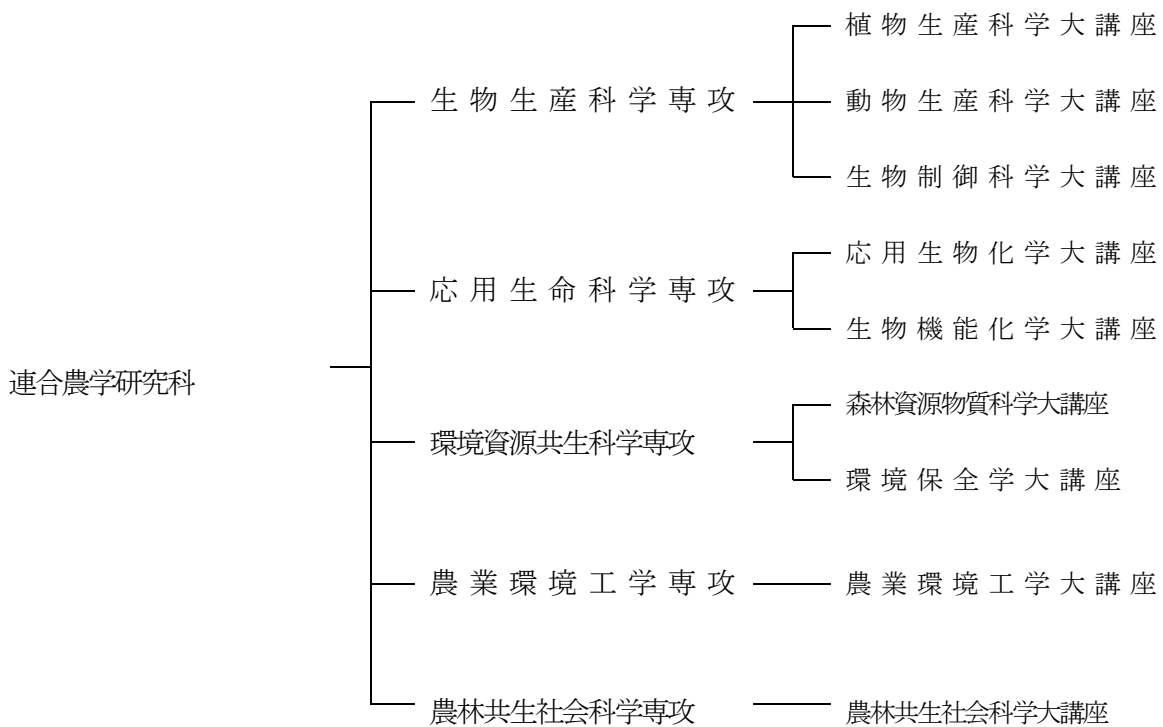 連合農学研究科
生物生産科学専攻
植物生産科学大講座
動物生産科学大講座
生物制御科学大講座
応用生命科学専攻
応用生物化学大講座
生物機能化学大講座
環境資源共生科学専攻
森林資源物質科学大講座
環境保全学大講座
農業環境工学専攻
農業環境工学大講座
農林共生社会科学専攻
農林共生社会科学大講座